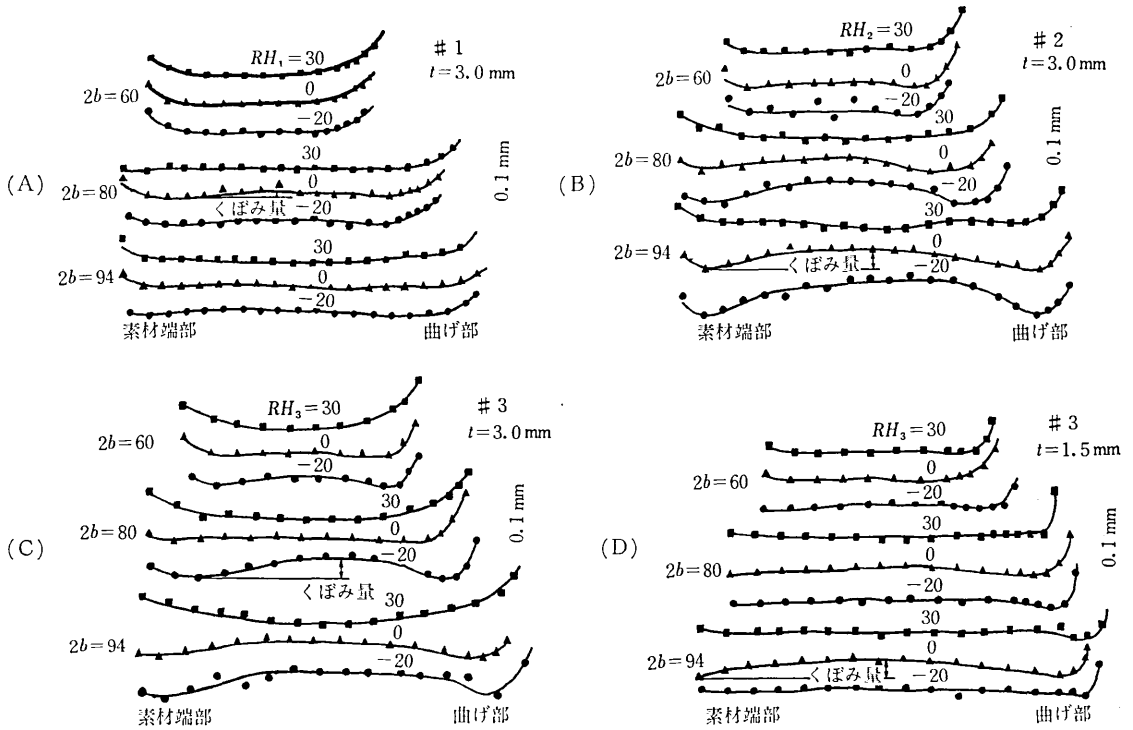 (A)
RH₁=30
#1
t=3.0 mm
2b=60
0
−20
30
0.1 mm
2b=80
0
くぼみ量
−20
30
2b=94
0
−20
素材端部
曲げ部
(B)
RH₂=30
#2
t=3.0 mm
2b=60
0
−20
30
0.1 mm
2b=80
0
−20
30
2b=94
0
くぼみ量
−20
素材端部
曲げ部
(C)
RH₃=30
#3
t=3.0 mm
2b=60
0
−20
30
0.1 mm
2b=80
0
−20
くぼみ量
30
2b=94
0
−20
素材端部
曲げ部
(D)
RH₃=30
#3
t=1.5 mm
2b=60
0
−20
30
0.1 mm
2b=80
0
−20
30
2b=94
0
くぼみ量
−20
素材端部
曲げ部